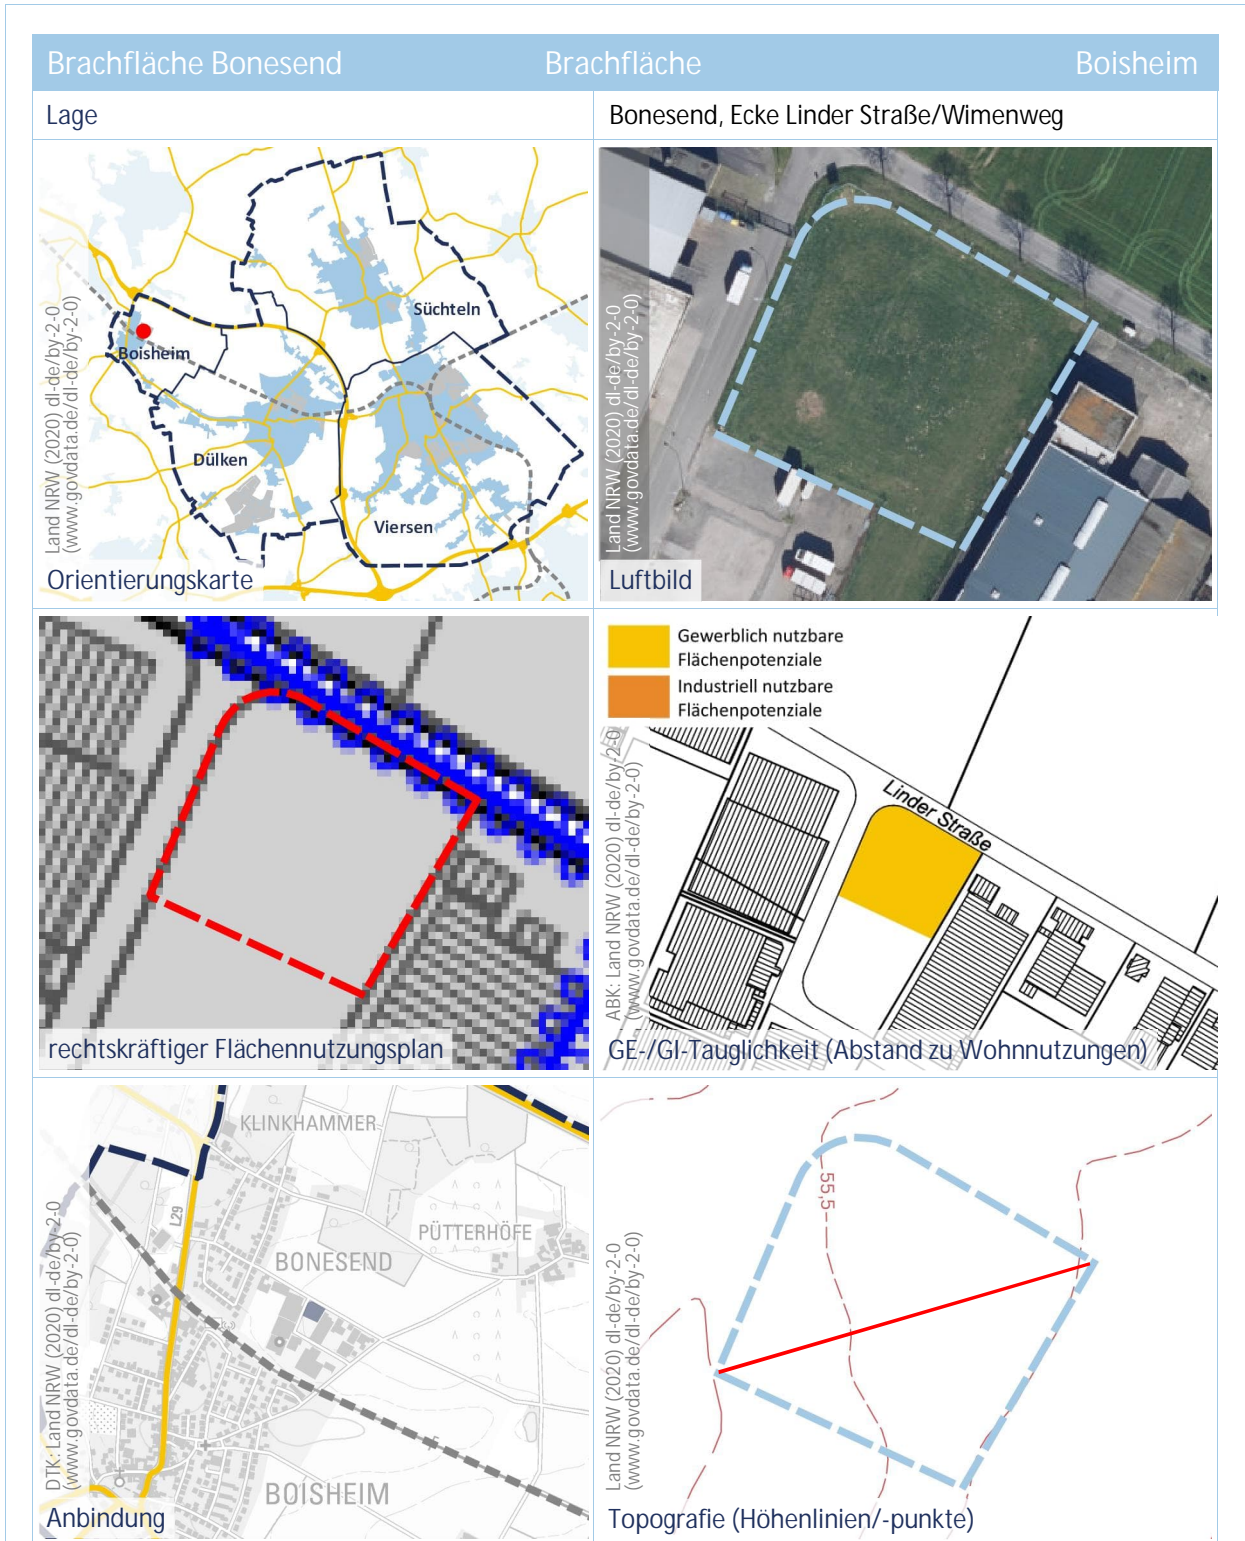 Brachfläche Bonesend Brachfläche Boisheim
Lage
Bonesend, Ecke Linder Straße/Wimenweg
Süchteln
Boisheim
Dülken
Viersen
Land NRW (2020) dl-de/by-2-0
(www.govdata.de/dl-de/by-2-0)
Orientierungskarte
Land NRW (2020) dl-de/by-2-0
(www.govdata.de/dl-de/by-2-0)
Luftbild
rechtskräftiger Flächennutzungsplan
Gewerblich nutzbare
Flächenpotenziale
Industriell nutzbare
Flächenpotenziale
Linder Straße
ABK: Land NRW (2020) dl-de/by-2-0
(www.govdata.de/dl-de/by-2-0)
GE-/GI-Tauglichkeit (Abstand zu Wohnnutzungen)
KLINKHAMMER
L29
PÜTTERHÖFE
BONESEND
BOISHEIM
DTK: Land NRW (2020) dl-de/by-2-0
(www.govdata.de/dl-de/by-2-0)
Anbindung
55,5
Land NRW (2020) dl-de/by-2-0
(www.govdata.de/dl-de/by-2-0)
Topografie (Höhenlinien/-punkte)